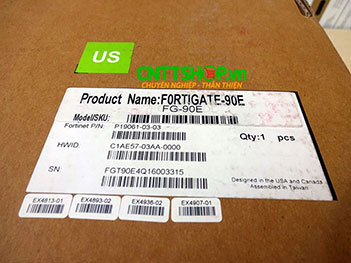 US
CNTTSHOP.vn
CHUYÊN NGHIỆP - THÂN THIỆN
Product Name:FORTIGATE-90E
FG-90E
Model/SKU:
Fortinet P/N: P19061-03-03
Qty:1 pcs
HWID: C1AE57-03AA-0000
SN: FGT90E4Q16003315
Designed in the USA and Canada
Assembled in Taiwan
EX4813-01
EX4893-02
EX4936-02
EX4907-01